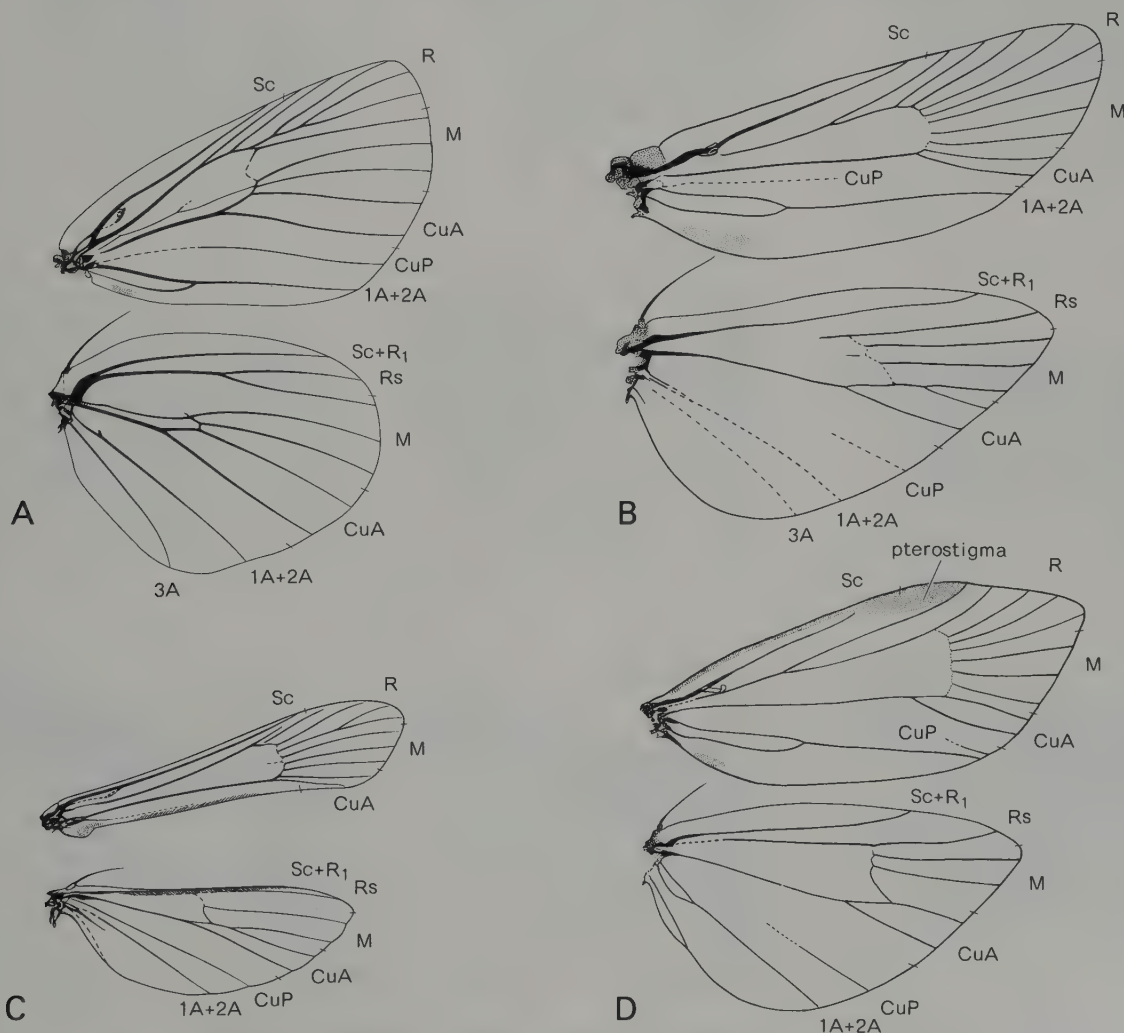 Sc
R
M
CuA
CuP
1A+2A
Sc+R1
Rs
M
CuA
1A+2A
3A
A
Sc
R
M
CuA
1A+2A
CuP
Sc+R1
Rs
M
CuA
CuP
1A+2A
3A
B
Sc
R
M
CuA
Sc+R1
Rs
M
CuA
CuP
1A+2A
C
pterostigma
Sc
R
M
CuA
CuP
Sc+R1
Rs
M
CuA
CuP
1A+2A
D